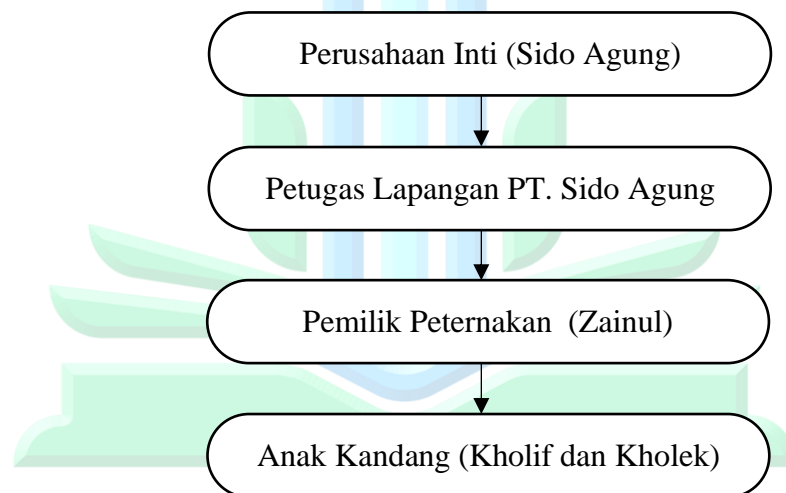 Perusahaan Inti (Sido Agung)
Petugas Lapangan PT. Sido Agung
Pemilik Peternakan  (Zainul)
Anak Kandang (Kholif dan Kholek)